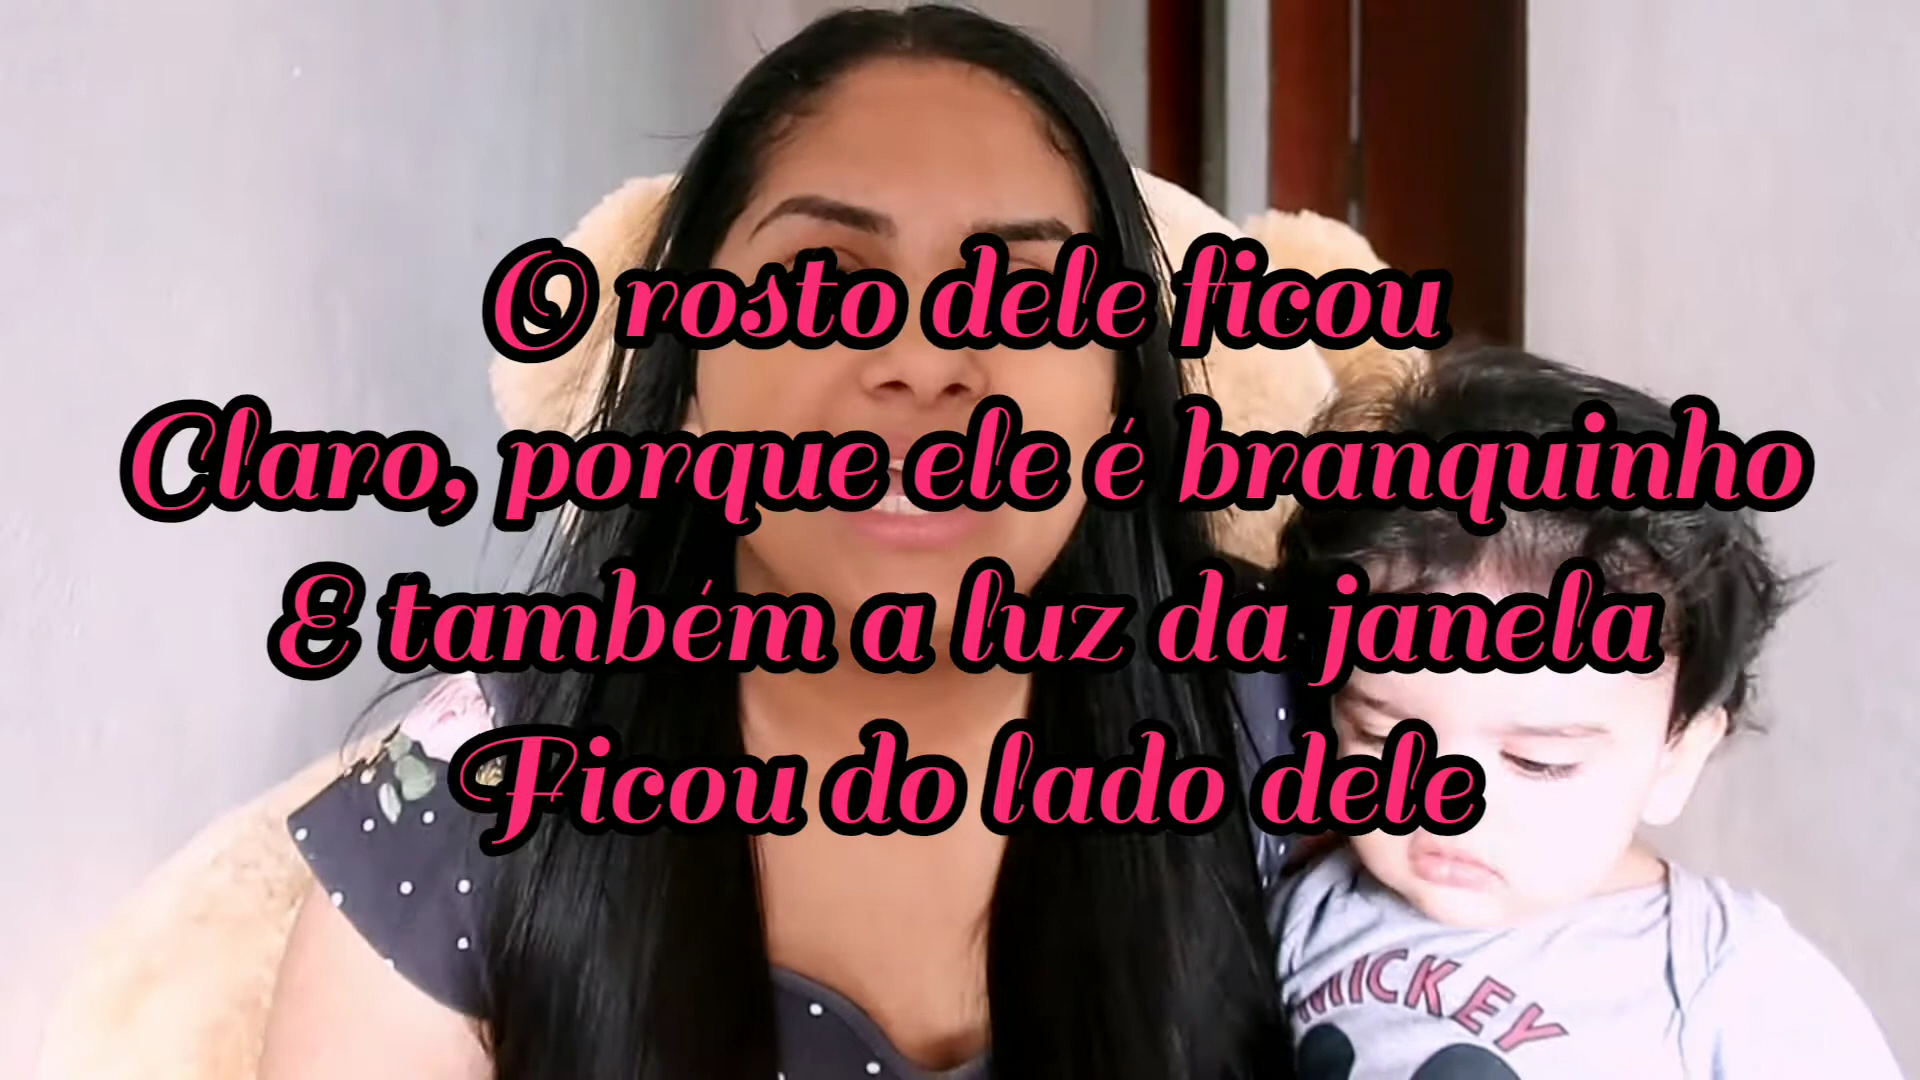 O rosto dele ficou
Claro, porque ele é branquinho
E também a luz da janela
Ficou do lado dele
MICKEY